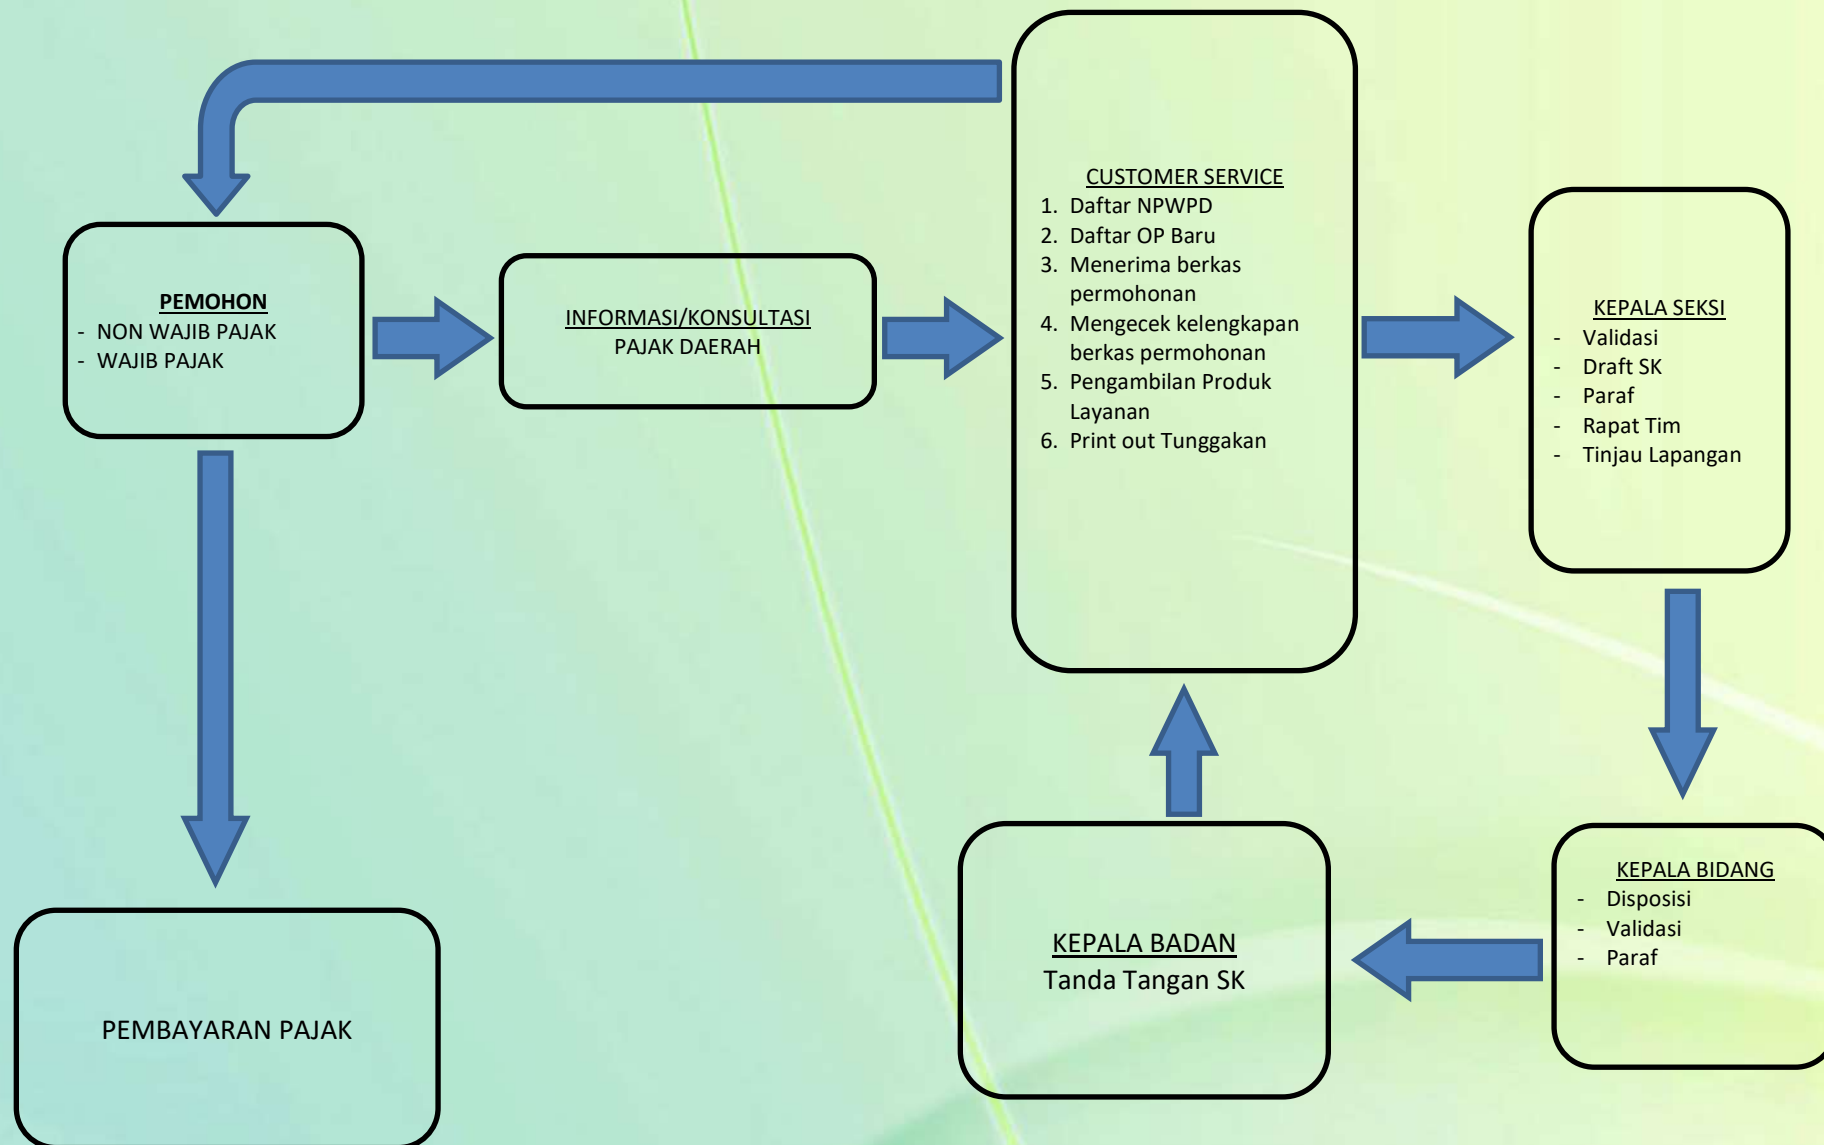 PEMOHON
- NON WAJIB PAJAK
- WAJIB PAJAK
INFORMASI/KONSULTASI
PAJAK DAERAH
CUSTOMER SERVICE
1. Daftar NPWPD
2. Daftar OP Baru
3. Menerima berkas
permohonan
4. Mengecek kelengkapan
berkas permohonan
5. Pengambilan Produk
Layanan
6. Print out Tunggakan
KEPALA SEKSI
- Validasi
- Draft SK
- Paraf
- Rapat Tim
- Tinjau Lapangan
KEPALA BIDANG
- Disposisi
- Validasi
- Paraf
KEPALA BADAN
Tanda Tangan SK
PEMBAYARAN PAJAK